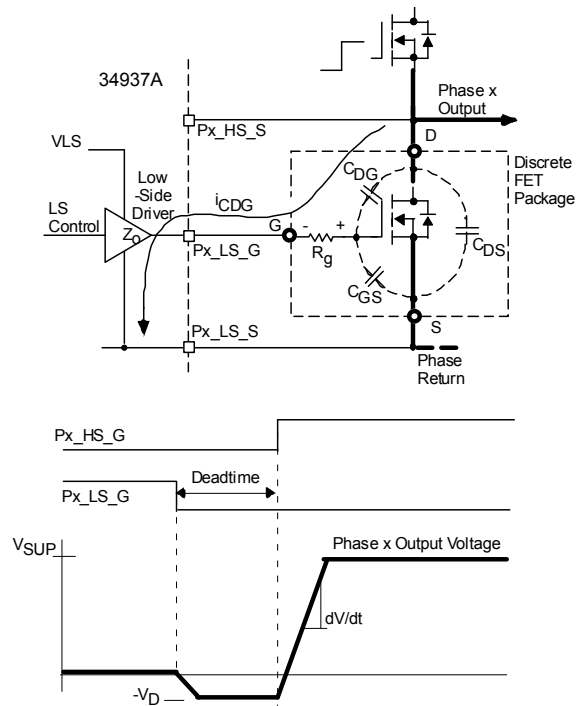 34937A
Phase x
Output
Px_HS_S
D
VLS
Low
-Side
Driver
iCDG
CDG
Discrete
FET
Package
LS
Control
Zo
G
-
+
Px_LS_G
Rg
CDS
CGS
Px_LS_S
S
Phase
Return
Px_HS_G
Deadtime
Px_LS_G
VSUP
Phase x Output Voltage
dV/dt
-VD